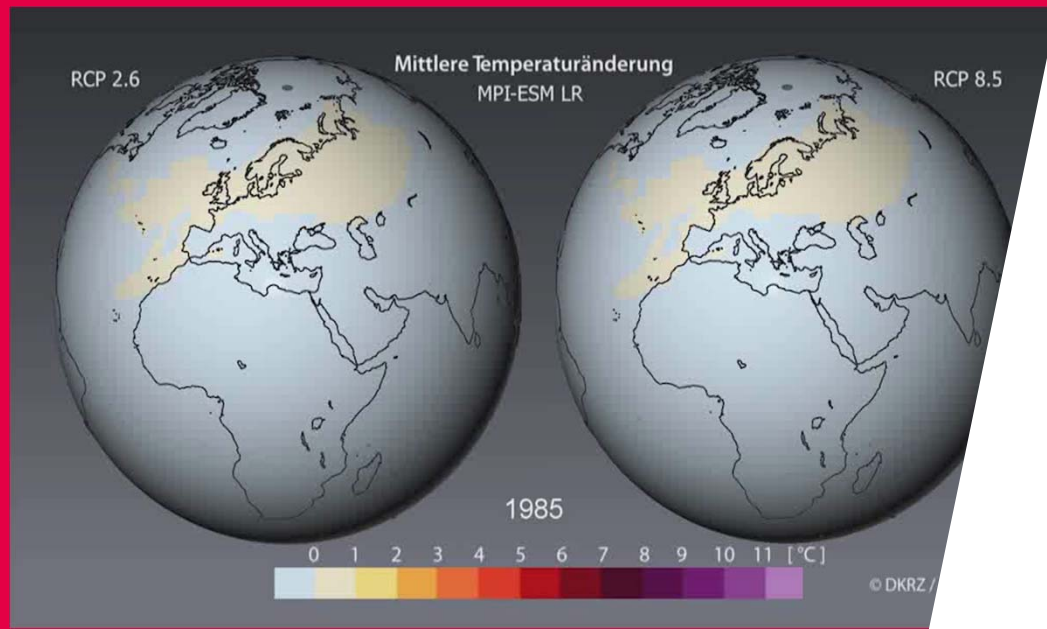 Mittlere Temperaturänderung
RCP 2.6
MPI-ESM LR
RCP 8.5
1985
0 1 2 3 4 5 6 7 8 9 10 11 [°C]
© DKRZ /